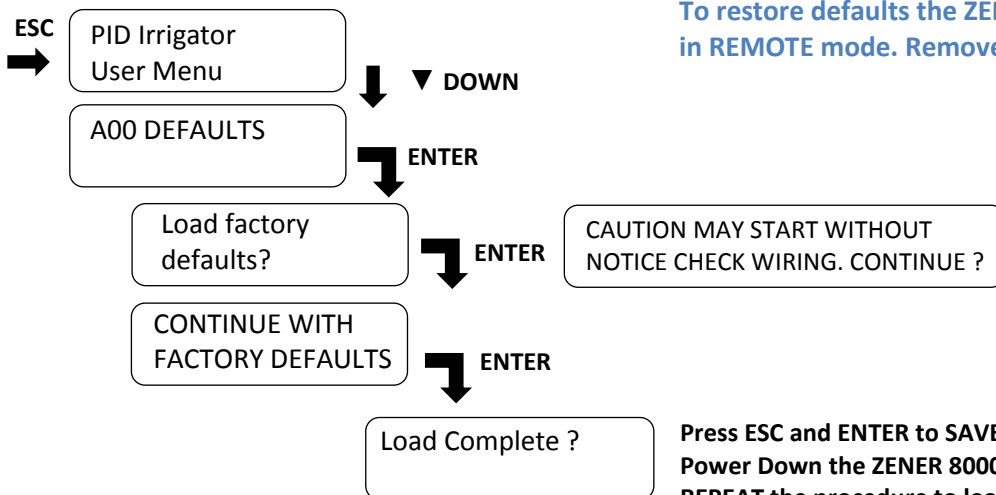 To restore defaults the ZEN
in REMOTE mode. Remove
ESC
PID Irrigator
User Menu
▼ DOWN
A00 DEFAULTS
ENTER
Load factory
defaults?
ENTER
CAUTION MAY START WITHOUT
NOTICE CHECK WIRING. CONTINUE ?
CONTINUE WITH
FACTORY DEFAULTS
ENTER
Load Complete ?
Press ESC and ENTER to SAVE
Power Down the ZENER 8000
REPEAT the procedure to loa